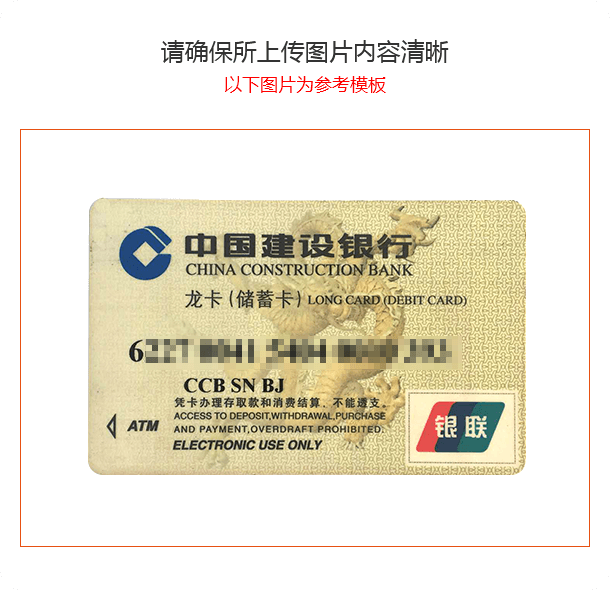 请确保所上传图片内容清晰
以下图片为参考模板
中国建设银行
CHINA CONSTRUCTION BANK
龙卡(储蓄卡) LONG CARD (DEBIT CARD)
6
CCB SN BJ
凭卡办理存取款和消费结算、不能透支。
ACCESS TO DEPOSIT,WITHDRAWAL,PURCHASE
ATM AND PAYMENT,OVERDRAFT PROHIBITED.
ELECTRONIC USE ONLY
银联